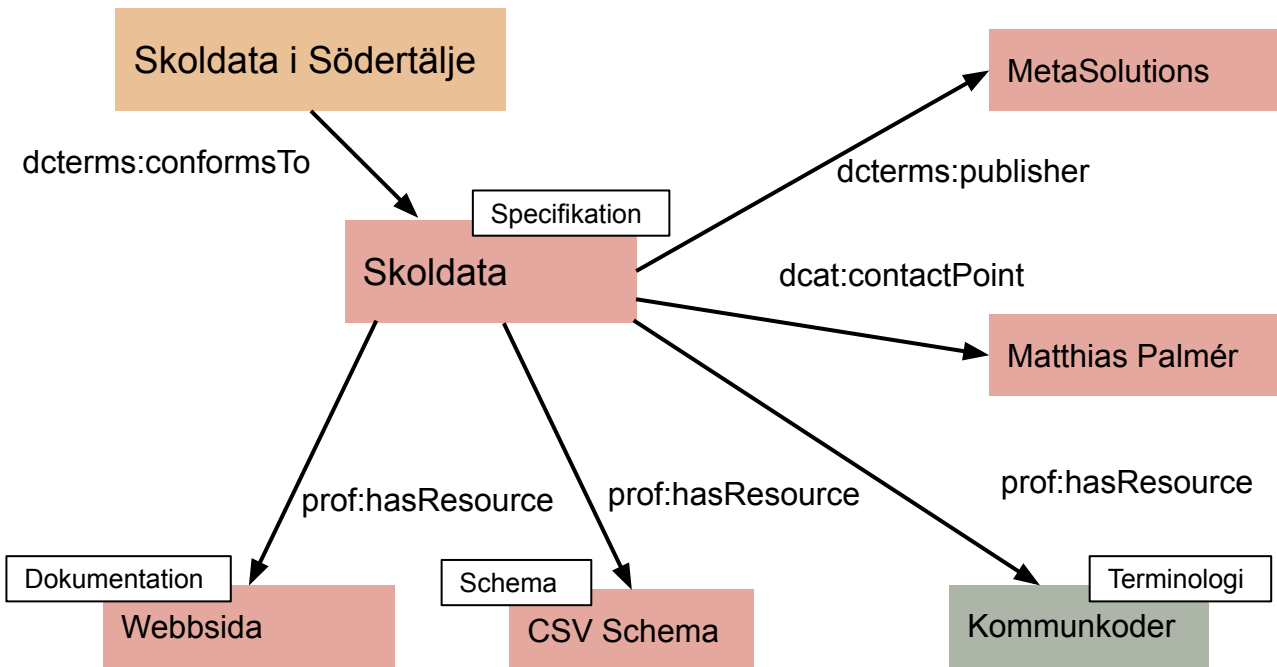 Skoldata i Södertälje
MetaSolutions
dcterms:conformsTo
dcterms:publisher
Specifikation
Skoldata
dcat:contactPoint
Matthias Palmér
prof:hasResource
prof:hasResource
prof:hasResource
Dokumentation
Webbsida
Schema
CSV Schema
Terminologi
Kommunkoder